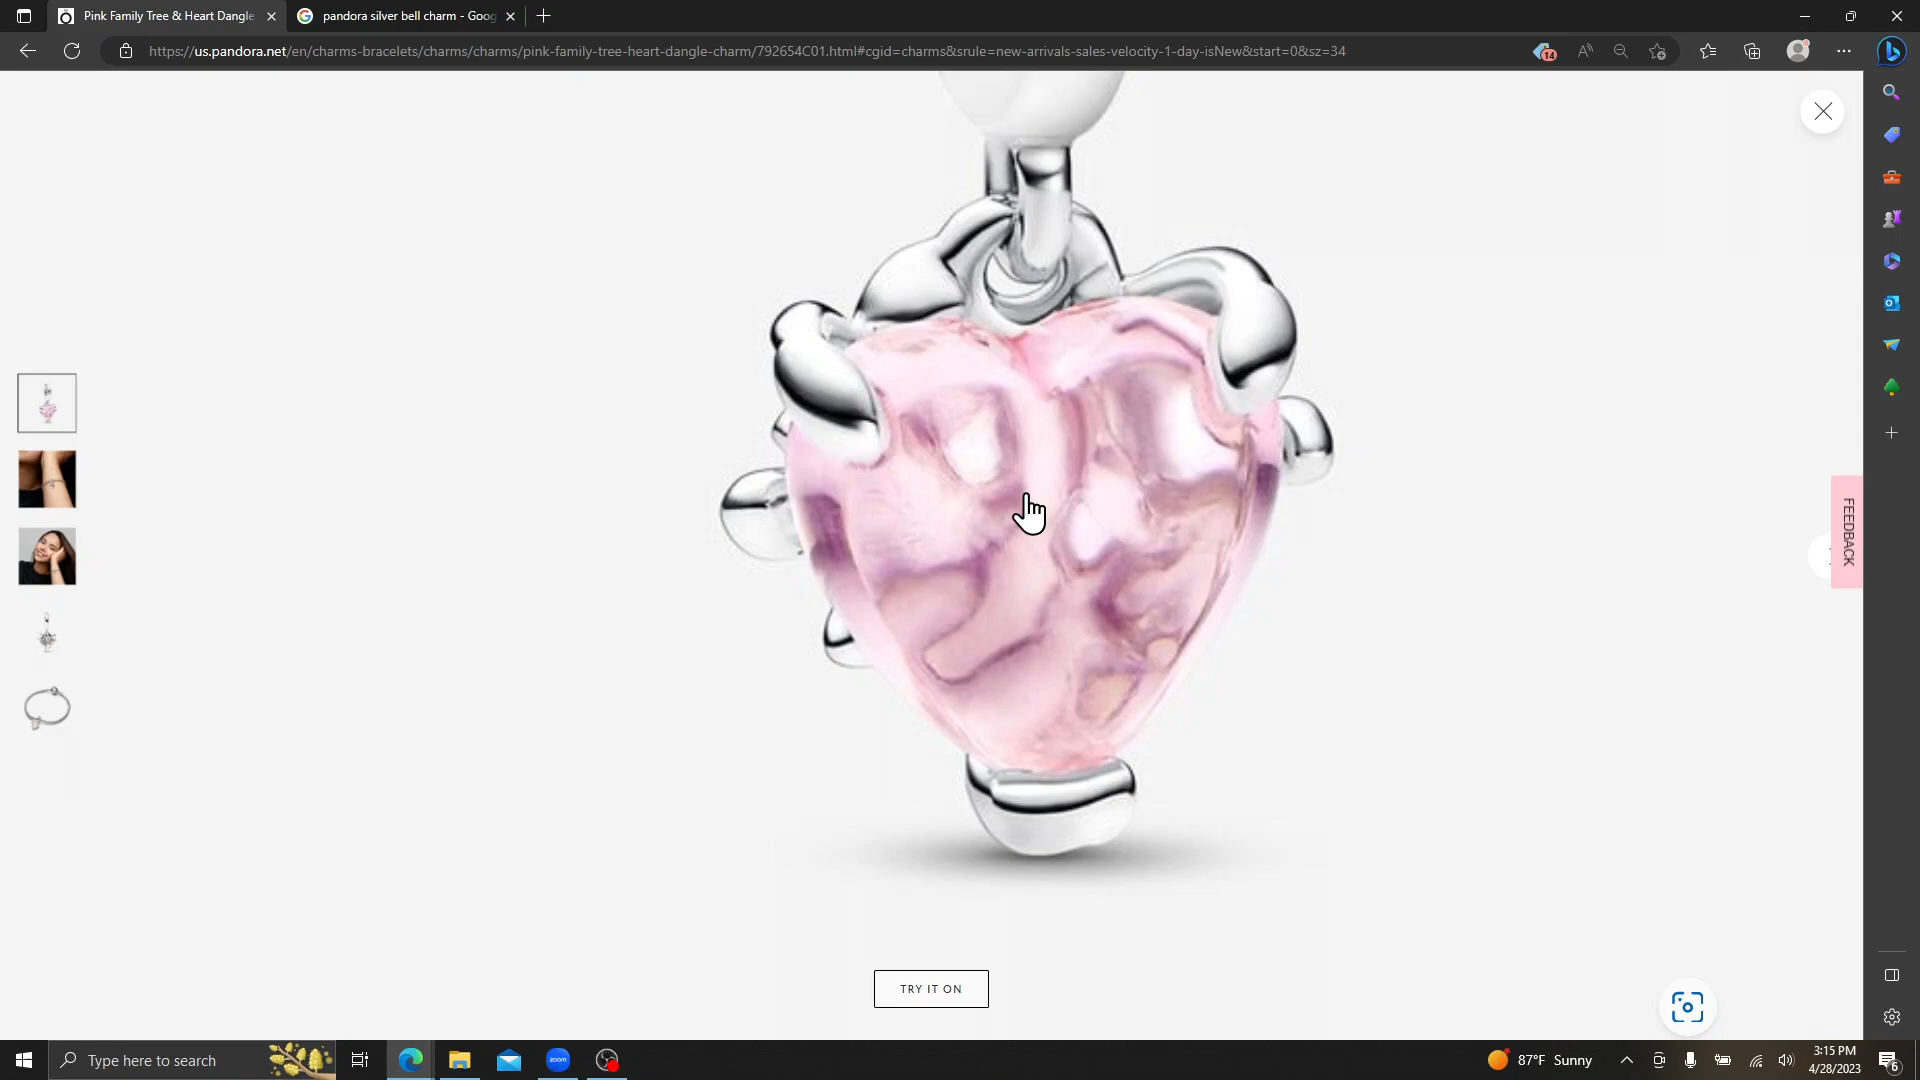 Pink Family Tree & Heart Dangle
pandora silver bell charm - Goog
https://us.pandora.net/en/charms-bracelets/charms/charms/pink-family-tree-heart-dangle-charm/792654C01.html#cgid=charms&srule=new-arrivals-sales-velocity-1-day-isNew&start=0&sz=34
14
FEEDBACK
TRY IT ON
Type here to search
zoom
87°F Sunny
3:15 PM
4/28/2023
6